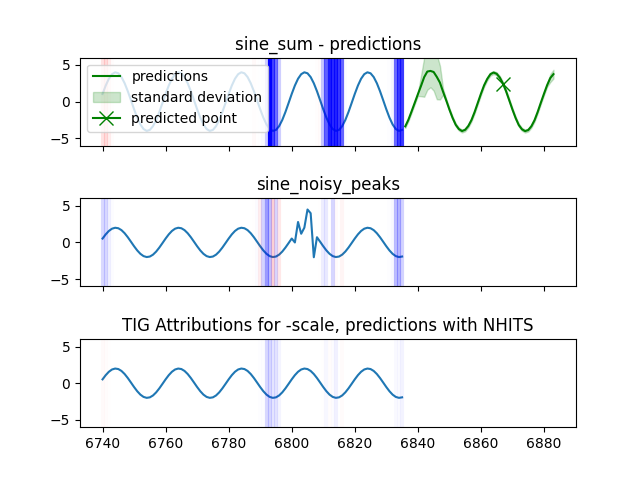 sine_sum - predictions
5
0
−5
predictions
standard deviation
predicted point
sine_noisy_peaks
5
0
−5
TIG Attributions for -scale, predictions with NHITS
5
0
−5
6740 6760 6780 6800 6820 6840 6860 6880